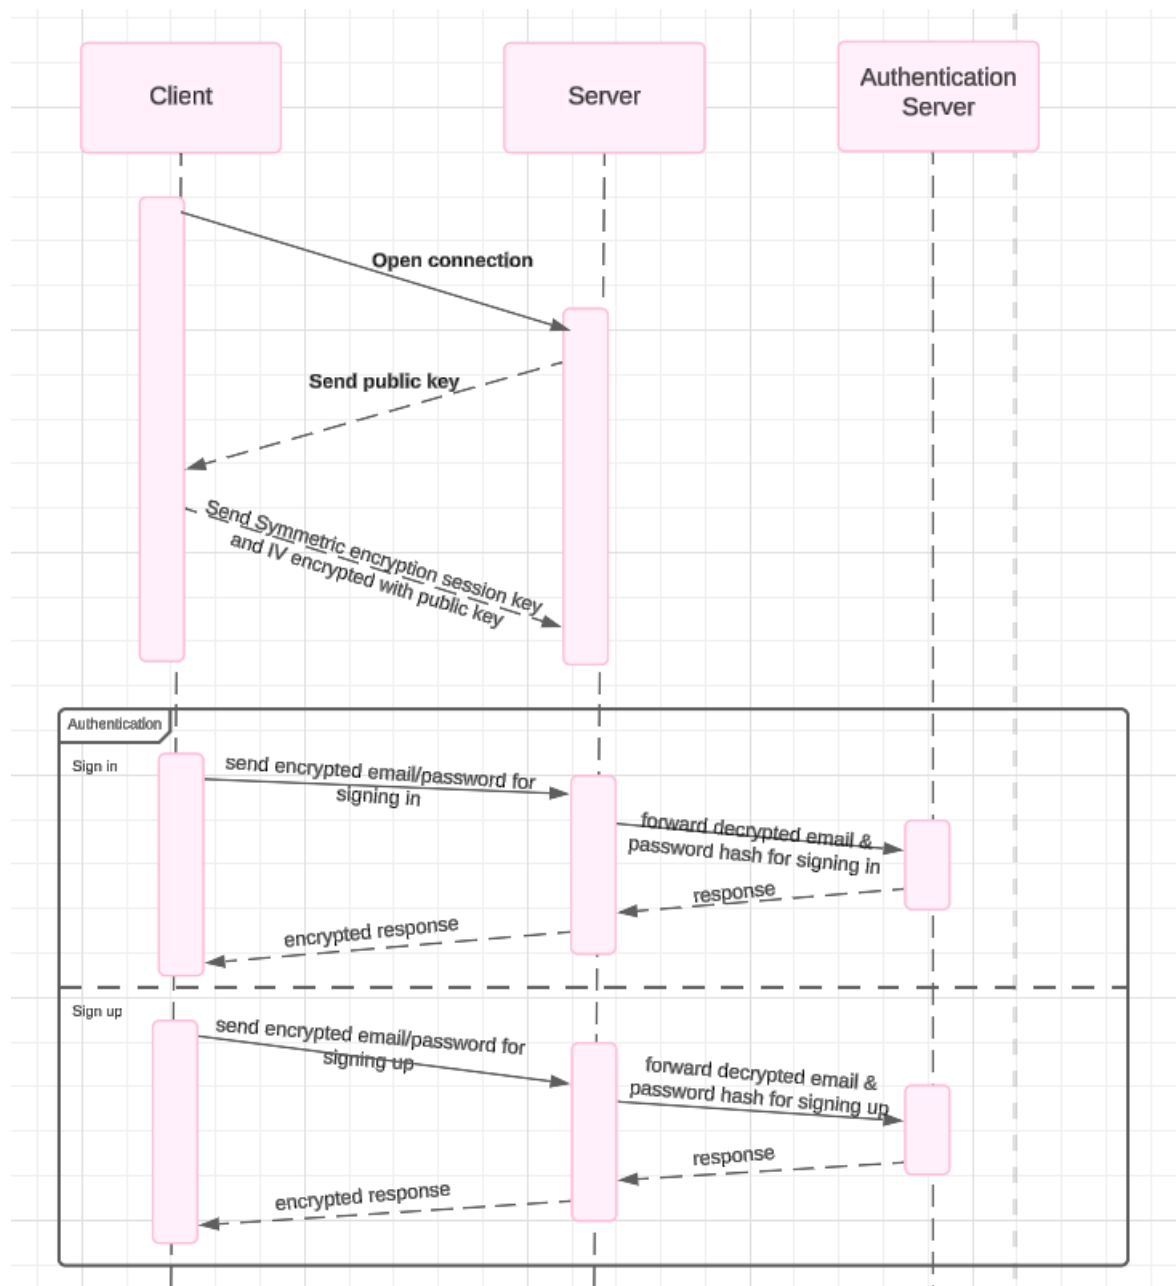 Client
Server
Authentication
Server
Open connection
Send public key
Send Symmetric encryption session key
and IV encrypted with public key
Authentication
Sign in
send encrypted email/password for
signing in
forward decrypted email &
password hash for signing in
response
encrypted response
Sign up
send encrypted email/password for
signing up
forward decrypted email &
password hash for signing up
response
encrypted response